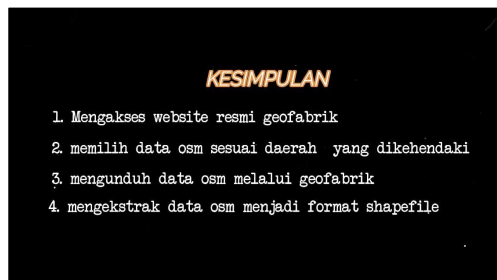 KESIMPULAN
1. Mengakses website resmi geofabrik
2. memilih data osm sesuai daerah yang dikehendaki
3. mengunduh data osm melalui geofabrik
4. mengekstrak data osm menjadi format shapefile